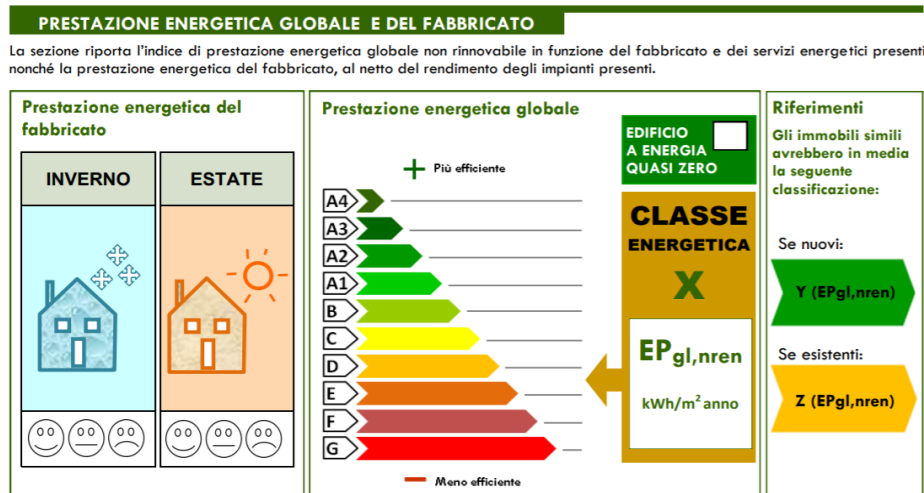 PRESTAZIONE ENERGETICA GLOBALE E DEL FABBRICATO
La sezione riporta l'indice di prestazione energetica globale non rinnovabile in funzione del fabbricato e dei servizi energetici presenti
nonché la prestazione energetica del fabbricato, al netto del rendimento degli impianti presenti.
Prestazione energetica del
fabbricato
INVERNO
ESTATE
Prestazione energetica globale
+ Più efficiente
A4
A3
A2
A1
B
C
D
E
F
G
— Meno efficiente
EDIFICIO
A ENERGIA
QUASI ZERO
CLASSE
ENERGETICA
X
EPgl,nren
kWh/m² anno
Riferimenti
Gli immobili simili
avrebbero in media
la seguente
classificazione:
Se nuovi:
Y (EPgl,nren)
Se esistenti:
Z (EPgl,nren)